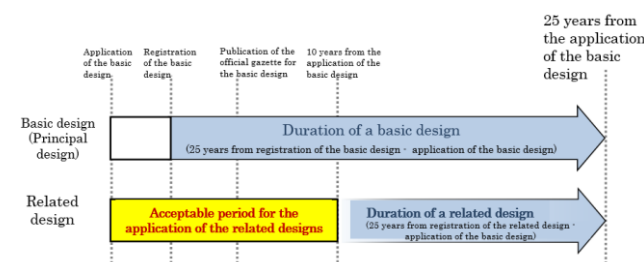 25 years from
the application
of the basic
design
Application
of the basic
design
Registration
of the basic
design
Publication of the
official gazette for
the basic design
10 years from the
application of the
basic design
Basic design
(Principal
design)
Duration of a basic design
(25 years from registration of the basic design - application of the basic design)
Related
design
Acceptable period for the
application of the related designs
Duration of a related design
(25 years from registration of the related design -
application of the basic design)